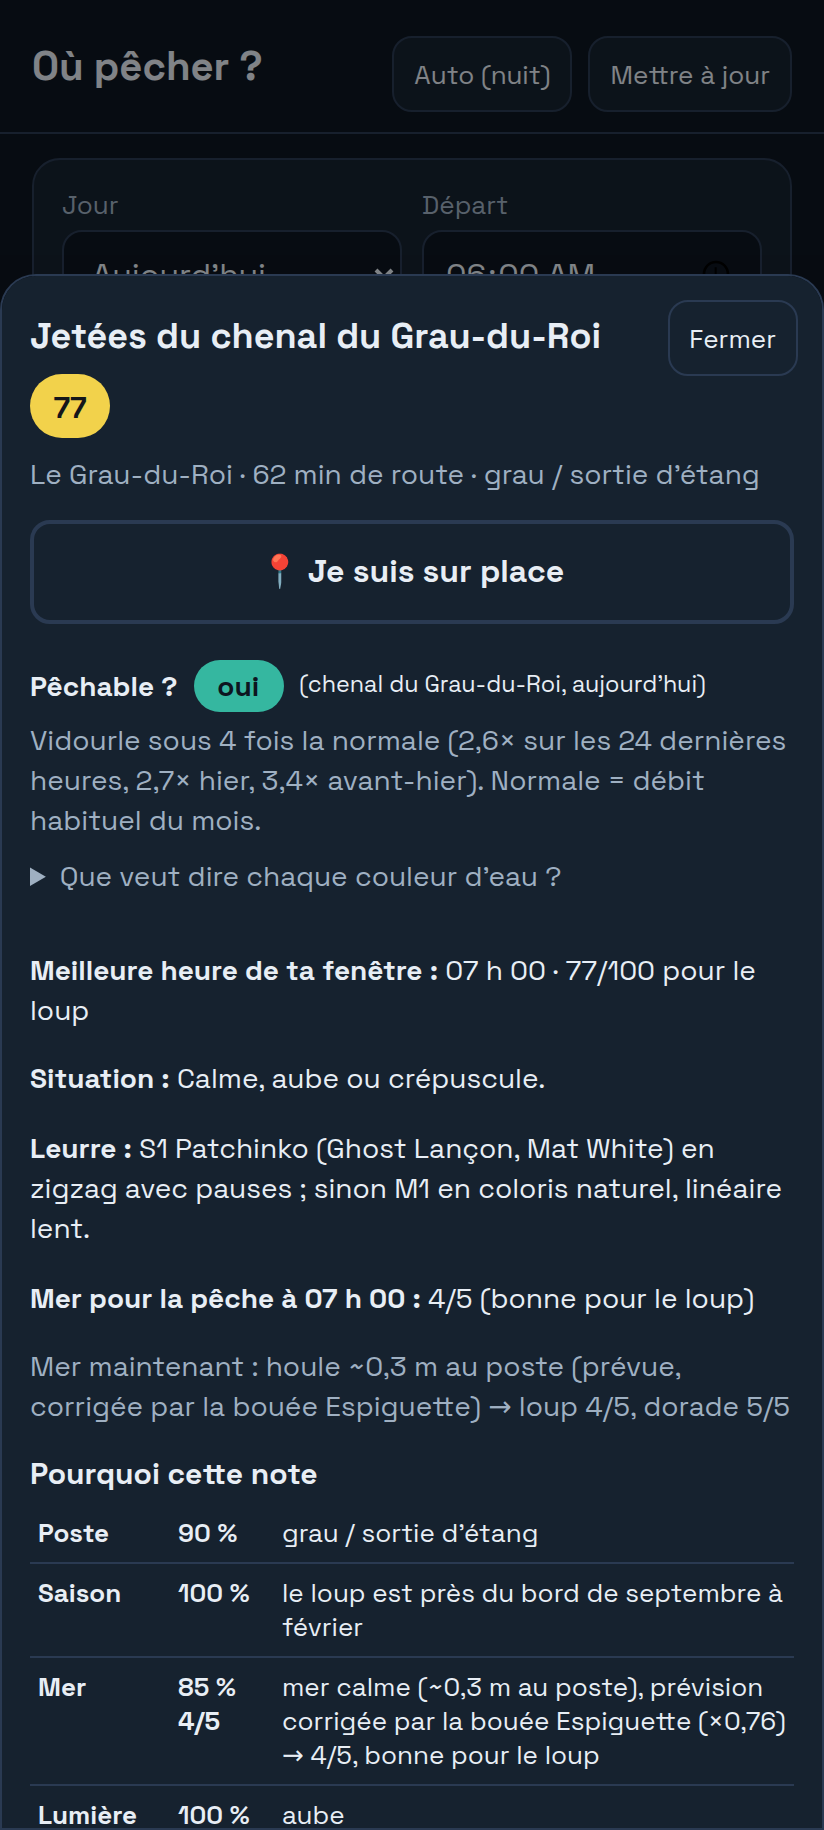 Où pêcher ?
Auto (nuit)
Mettre à jour
Jour
Départ
Aujourd'hui
06:00 AM
Jetées du chenal du Grau-du-Roi
Fermer
77
Le Grau-du-Roi · 62 min de route · grau / sortie d'étang
📍 Je suis sur place
Pêchable ? oui (chenal du Grau-du-Roi, aujourd'hui)
Vidourle sous 4 fois la normale (2,6× sur les 24 dernières
heures, 2,7× hier, 3,4× avant-hier). Normale = débit
habituel du mois.
▶ Que veut dire chaque couleur d'eau ?
Meilleure heure de ta fenêtre : 07 h 00 · 77/100 pour le
loup
Situation : Calme, aube ou crépuscule.
Leurre : S1 Patchinko (Ghost Lançon, Mat White) en
zigzag avec pauses ; sinon M1 en coloris naturel, linéaire
lent.
Mer pour la pêche à 07 h 00 : 4/5 (bonne pour le loup)
Mer maintenant : houle ~0,3 m au poste (prévue,
corrigée par la bouée Espiguette) → loup 4/5, dorade 5/5
Pourquoi cette note
Poste 90 % grau / sortie d'étang
Saison 100 % le loup est près du bord de septembre à
février
Mer 85 % mer calme (~0,3 m au poste), prévision
4/5 corrigée par la bouée Espiguette (×0,76)
→ 4/5, bonne pour le loup
Lumière 100 % aube